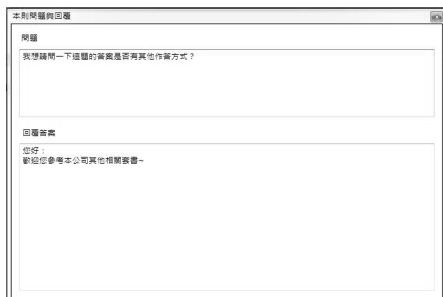 本則問題與回覆
問題
我想請問一下這題的答案是否有其他作答方式？
回覆答案
您好：
歡迎您參考本公司其他相關套書~